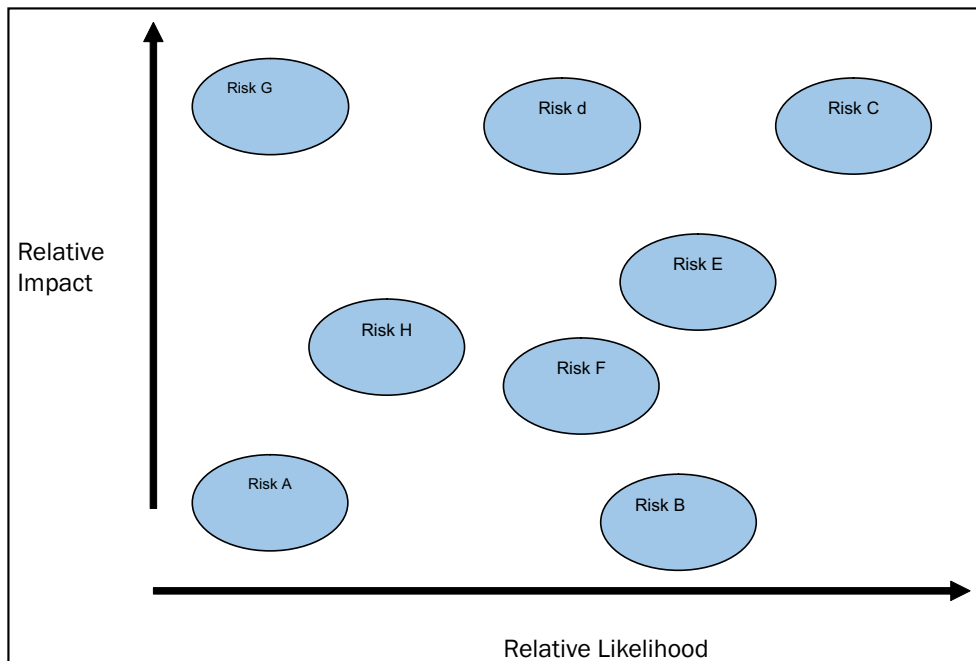 Risk G
Risk d
Risk C
Relative
Impact
Risk E
Risk H
Risk F
Risk A
Risk B
Relative Likelihood